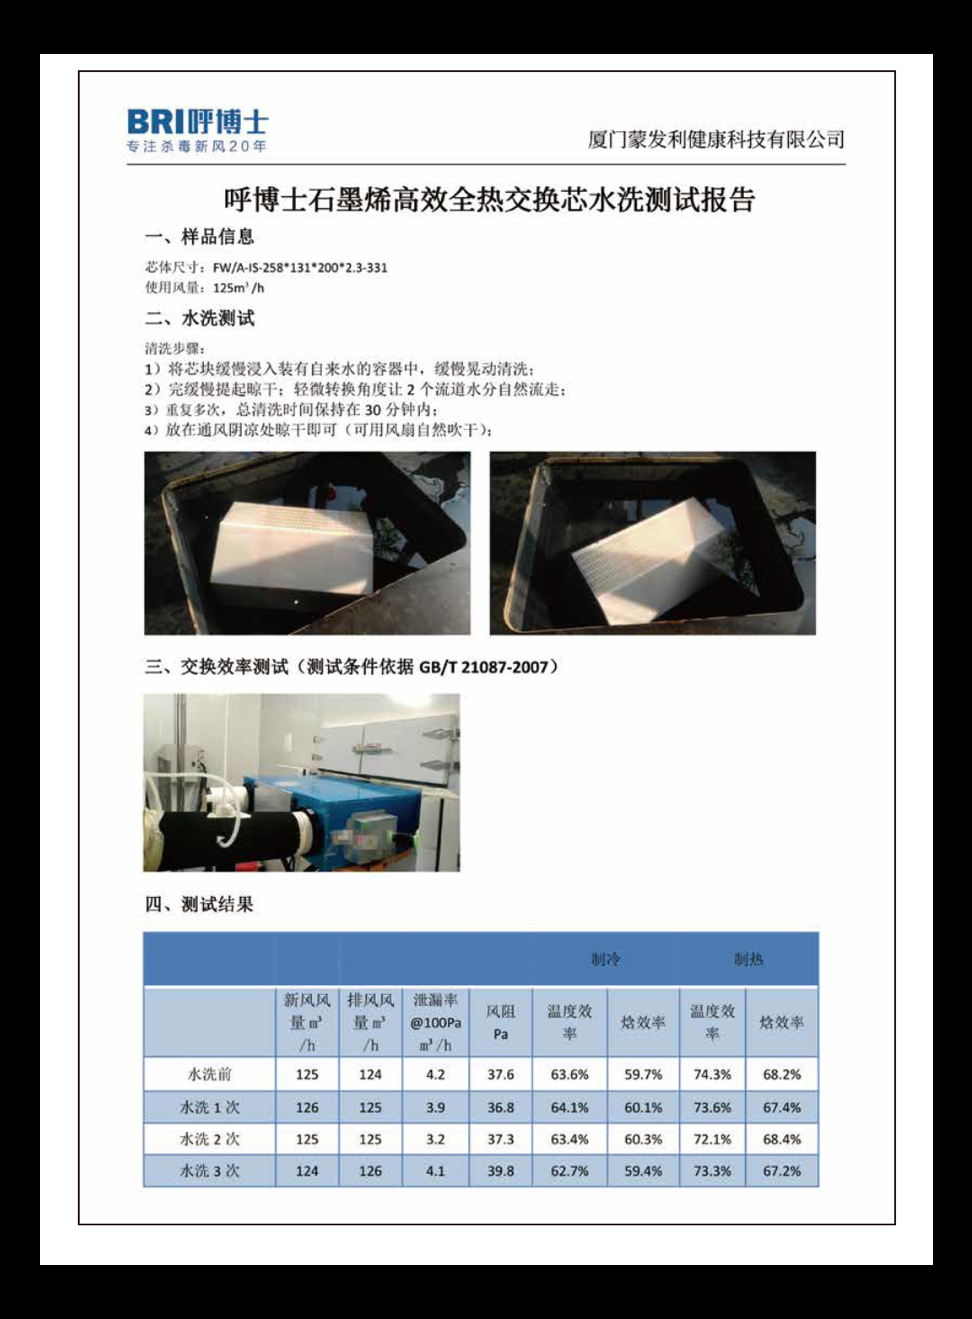 BRI呼博士
专注杀毒新风20年
厦门蒙发利健康科技有限公司
呼博士石墨烯高效全热交换芯水洗测试报告
一、样品信息
芯体尺寸：FW/A-IS-258*131*200*2.3-331
使用风量：125m³/h
二、水洗测试
清洗步骤：
1）将芯块缓慢浸入装有自来水的容器中，缓慢晃动清洗；
2）完缓慢提起晾干；轻微转换角度让 2 个流道水分自然流走；
3）重复多次，总清洗时间保持在 30 分钟内；
4）放在通风阴凉处晾干即可（可用风扇自然吹干）；
三、交换效率测试（测试条件依据 GB/T 21087-2007）
四、测试结果
制冷 制热
新风风量 m³/h 排风风量 m³/h 泄漏率@100Pa m³/h 风阻 Pa 温度效率 焓效率 温度效率 焓效率
水洗前 125 124 4.2 37.6 63.6% 59.7% 74.3% 68.2%
水洗 1 次 126 125 3.9 36.8 64.1% 60.1% 73.6% 67.4%
水洗 2 次 125 125 3.2 37.3 63.4% 60.3% 72.1% 68.4%
水洗 3 次 124 126 4.1 39.8 62.7% 59.4% 73.3% 67.2%